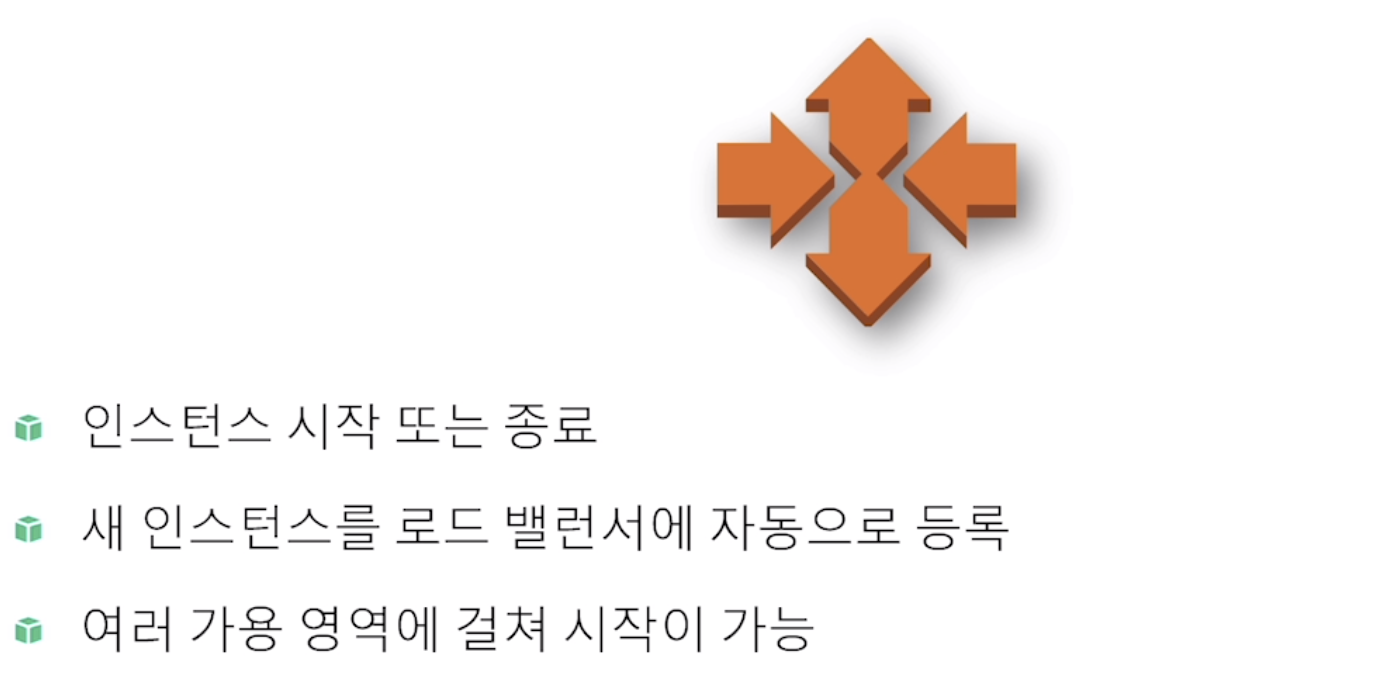 인스턴스 시작 또는 종료
새 인스턴스를 로드 밸런서에 자동으로 등록
여러 가용 영역에 걸쳐 시작이 가능